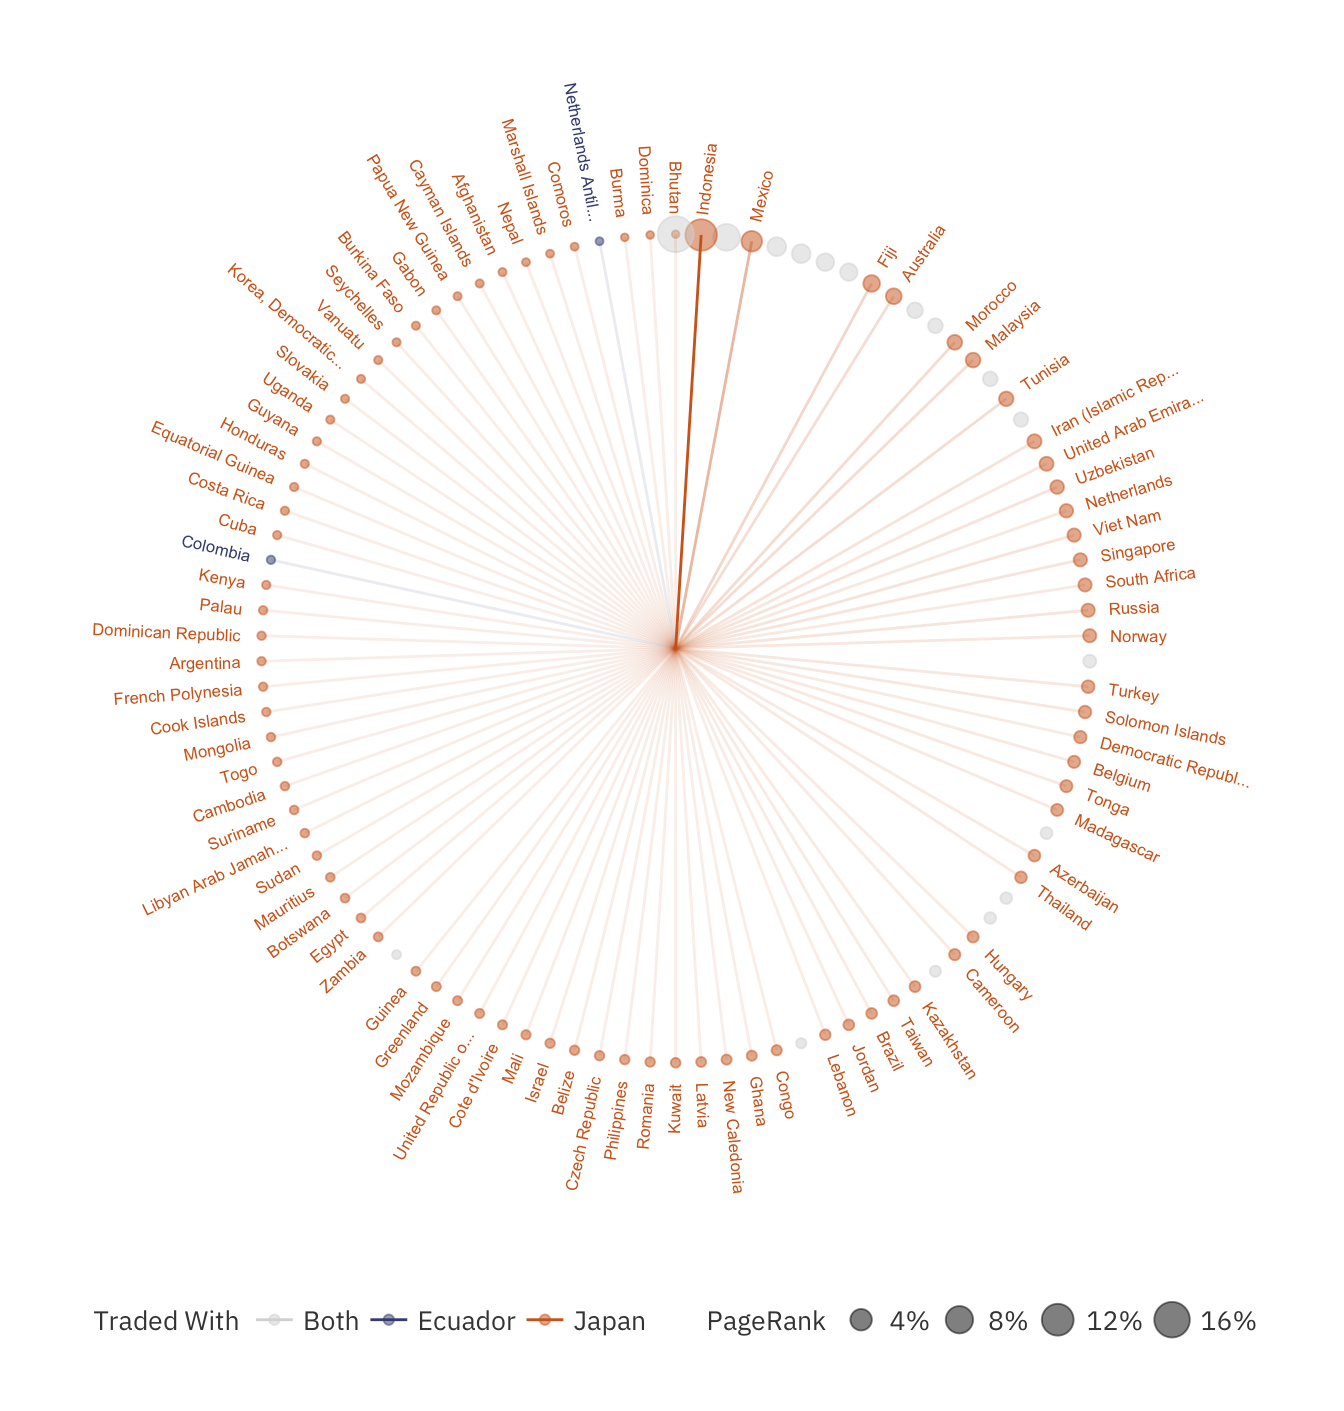 Bhutan
Indonesia
Mexico
Fiji
Australia
Morocco
Malaysia
Tunisia
Iran (Islamic Rep...
United Arab Emira...
Uzbekistan
Netherlands
Viet Nam
Singapore
South Africa
Russia
Norway
Turkey
Solomon Islands
Democratic Republ...
Belgium
Tonga
Madagascar
Azerbaijan
Thailand
Hungary
Cameroon
Kazakhstan
Taiwan
Brazil
Jordan
Lebanon
Congo
Ghana
New Caledonia
Latvia
Kuwait
Romania
Philippines
Czech Republic
Belize
Israel
Mali
Cote d'Ivoire
United Republic o...
Mozambique
Greenland
Guinea
Zambia
Egypt
Botswana
Mauritius
Sudan
Libyan Arab Jamah...
Suriname
Cambodia
Togo
Mongolia
Cook Islands
French Polynesia
Argentina
Dominican Republic
Palau
Kenya
Colombia
Cuba
Costa Rica
Equatorial Guinea
Honduras
Guyana
Uganda
Slovakia
Korea, Democratic...
Vanuatu
Seychelles
Burkina Faso
Gabon
Papua New Guinea
Cayman Islands
Afghanistan
Nepal
Marshall Islands
Comoros
Netherlands Antil...
Burma
Dominica
Traded With Both Ecuador Japan PageRank 4% 8% 12% 16%